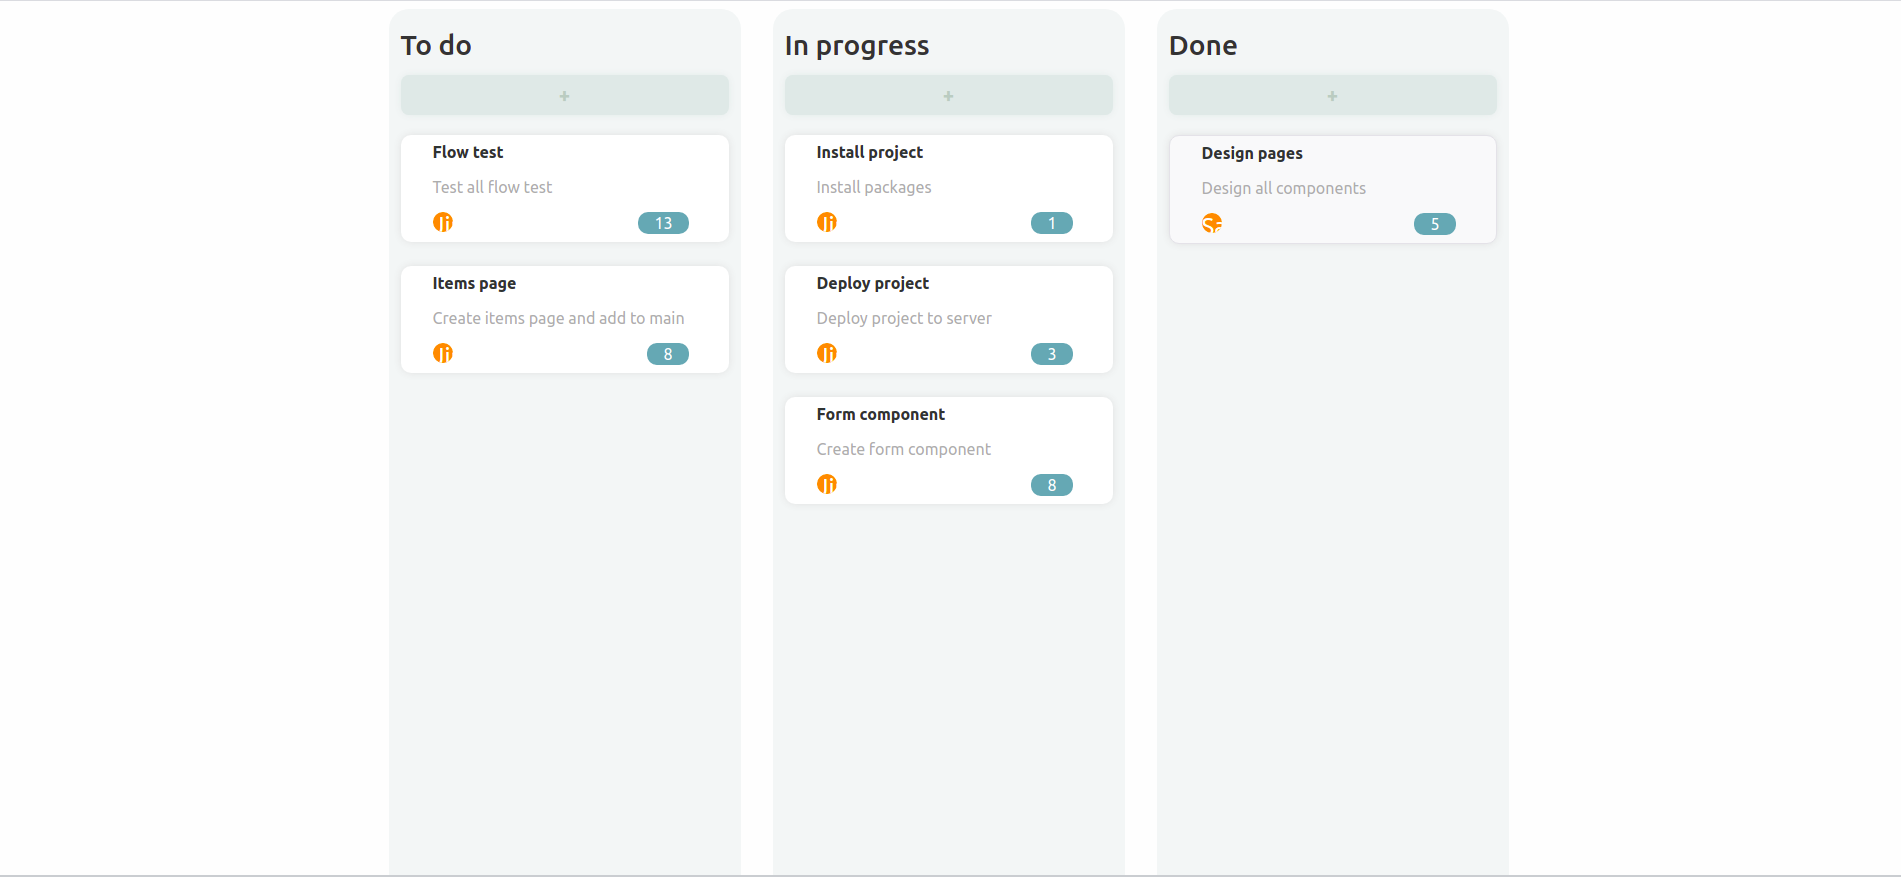 To do
+
Flow test
Test all flow test
13
Items page
Create items page and add to main
8
In progress
+
Install project
Install packages
1
Deploy project
Deploy project to server
3
Form component
Create form component
8
Done
+
Design pages
Design all components
5